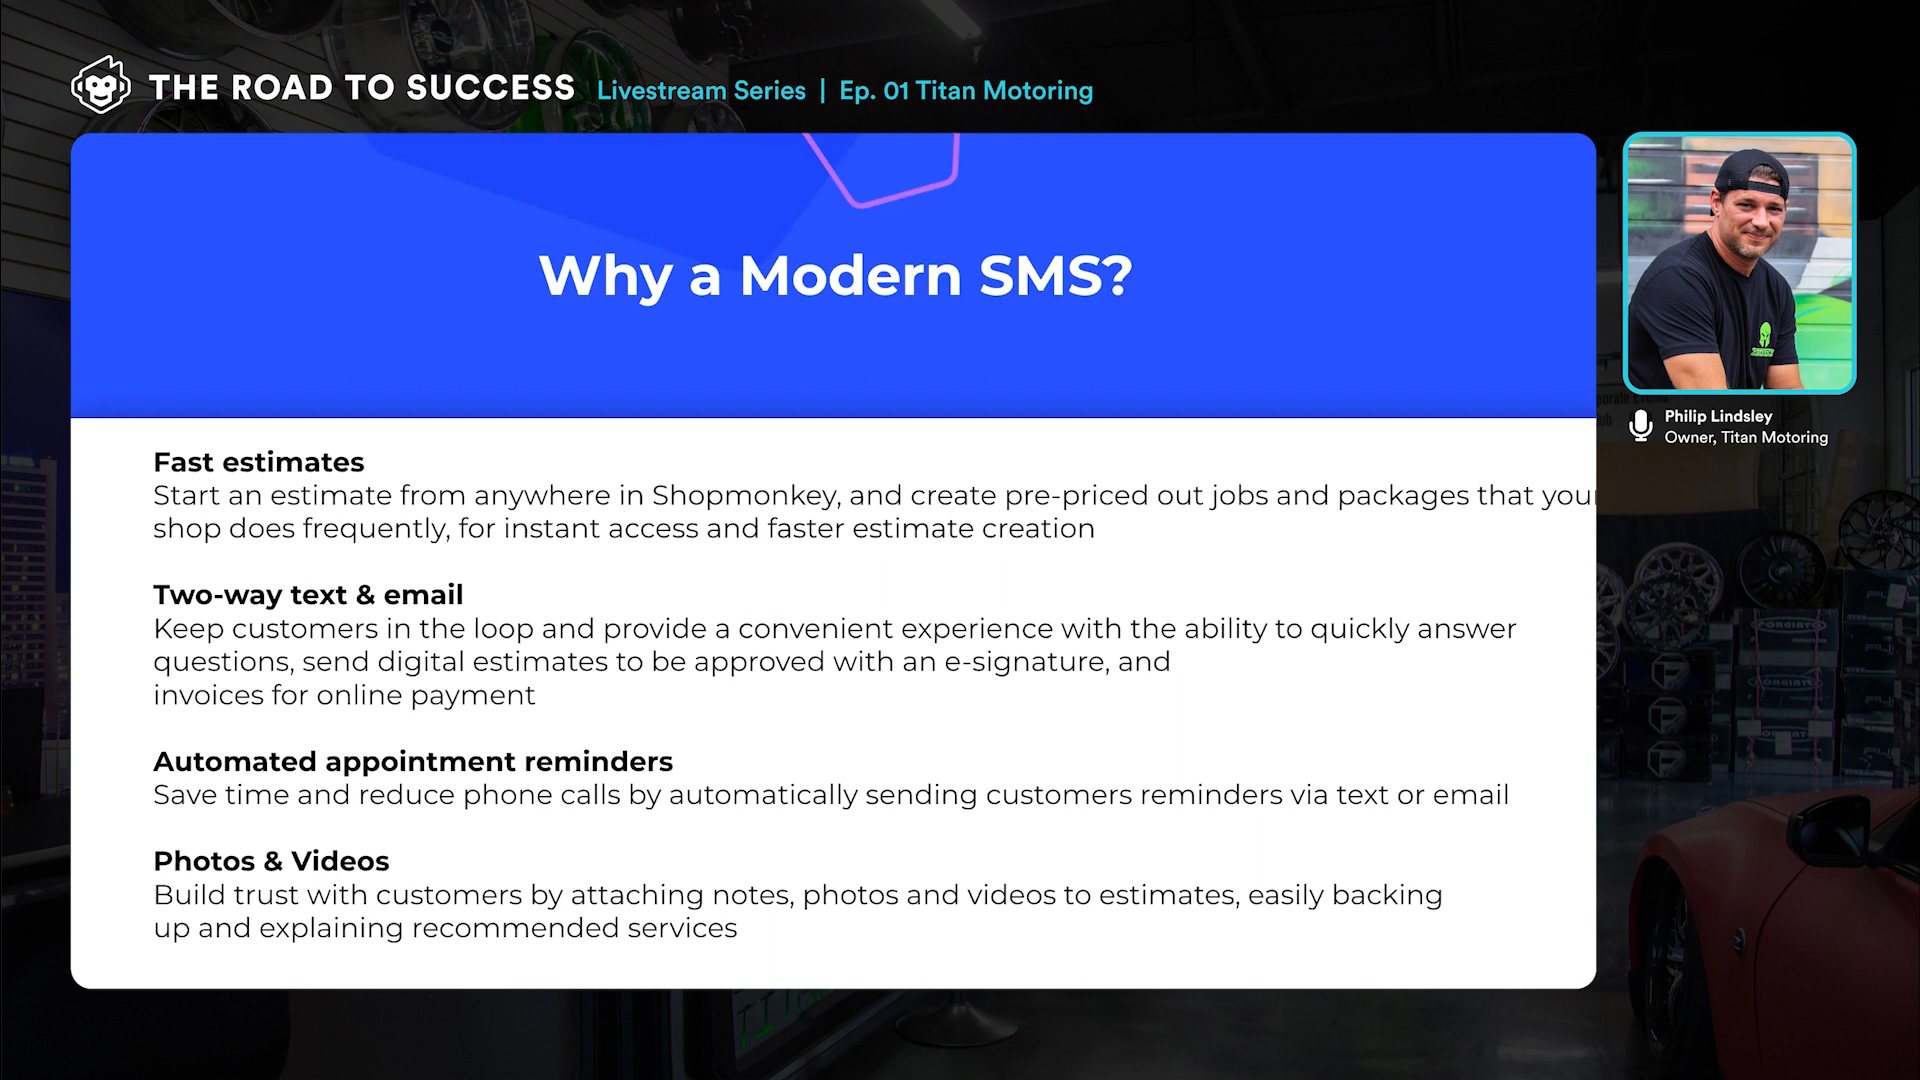 THE ROAD TO SUCCESS Livestream Series | Ep. 01 Titan Motoring
Why a Modern SMS?
Philip Lindsley
Owner, Titan Motoring
Fast estimates
Start an estimate from anywhere in Shopmonkey, and create pre-priced out jobs and packages that your
shop does frequently, for instant access and faster estimate creation
Two-way text & email
Keep customers in the loop and provide a convenient experience with the ability to quickly answer
questions, send digital estimates to be approved with an e-signature, and
invoices for online payment
Automated appointment reminders
Save time and reduce phone calls by automatically sending customers reminders via text or email
Photos & Videos
Build trust with customers by attaching notes, photos and videos to estimates, easily backing
up and explaining recommended services
FORGIATO
FORGIATO